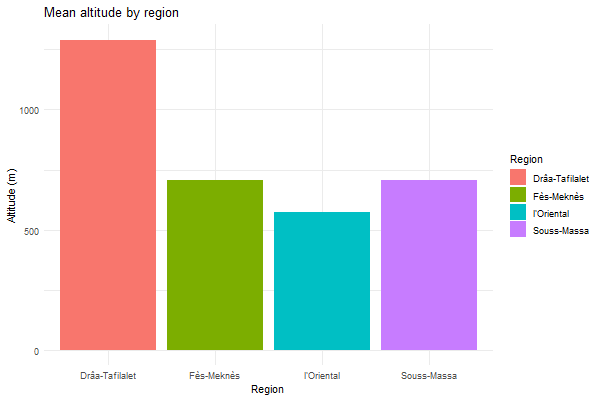 Mean altitude by region
Altitude (m)
1000
500
0
Drâa-Tafilalet
Fès-Meknès
l'Oriental
Souss-Massa
Region
Region
Drâa-Tafilalet
Fès-Meknès
l'Oriental
Souss-Massa